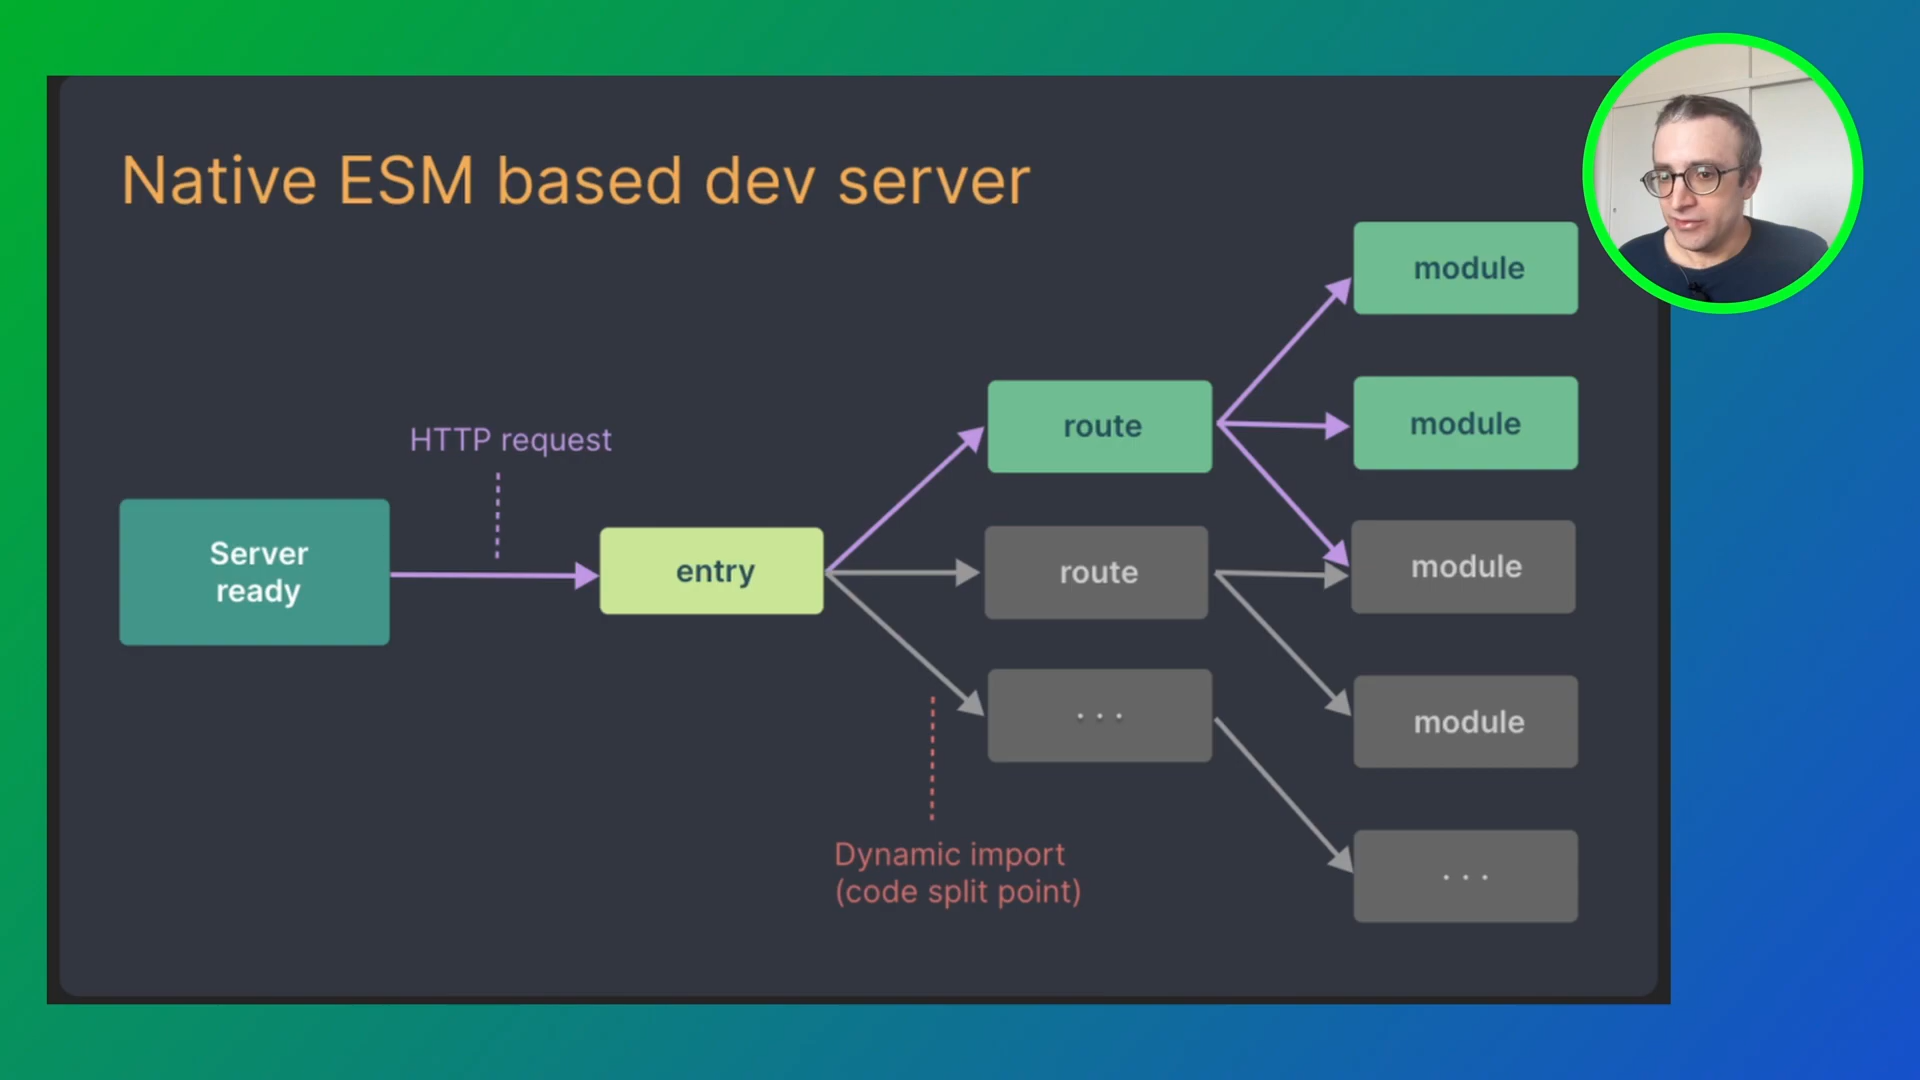 Native ESM based dev server
HTTP request
Server
ready
entry
route
route
· · ·
module
module
module
module
· · ·
Dynamic import
(code split point)